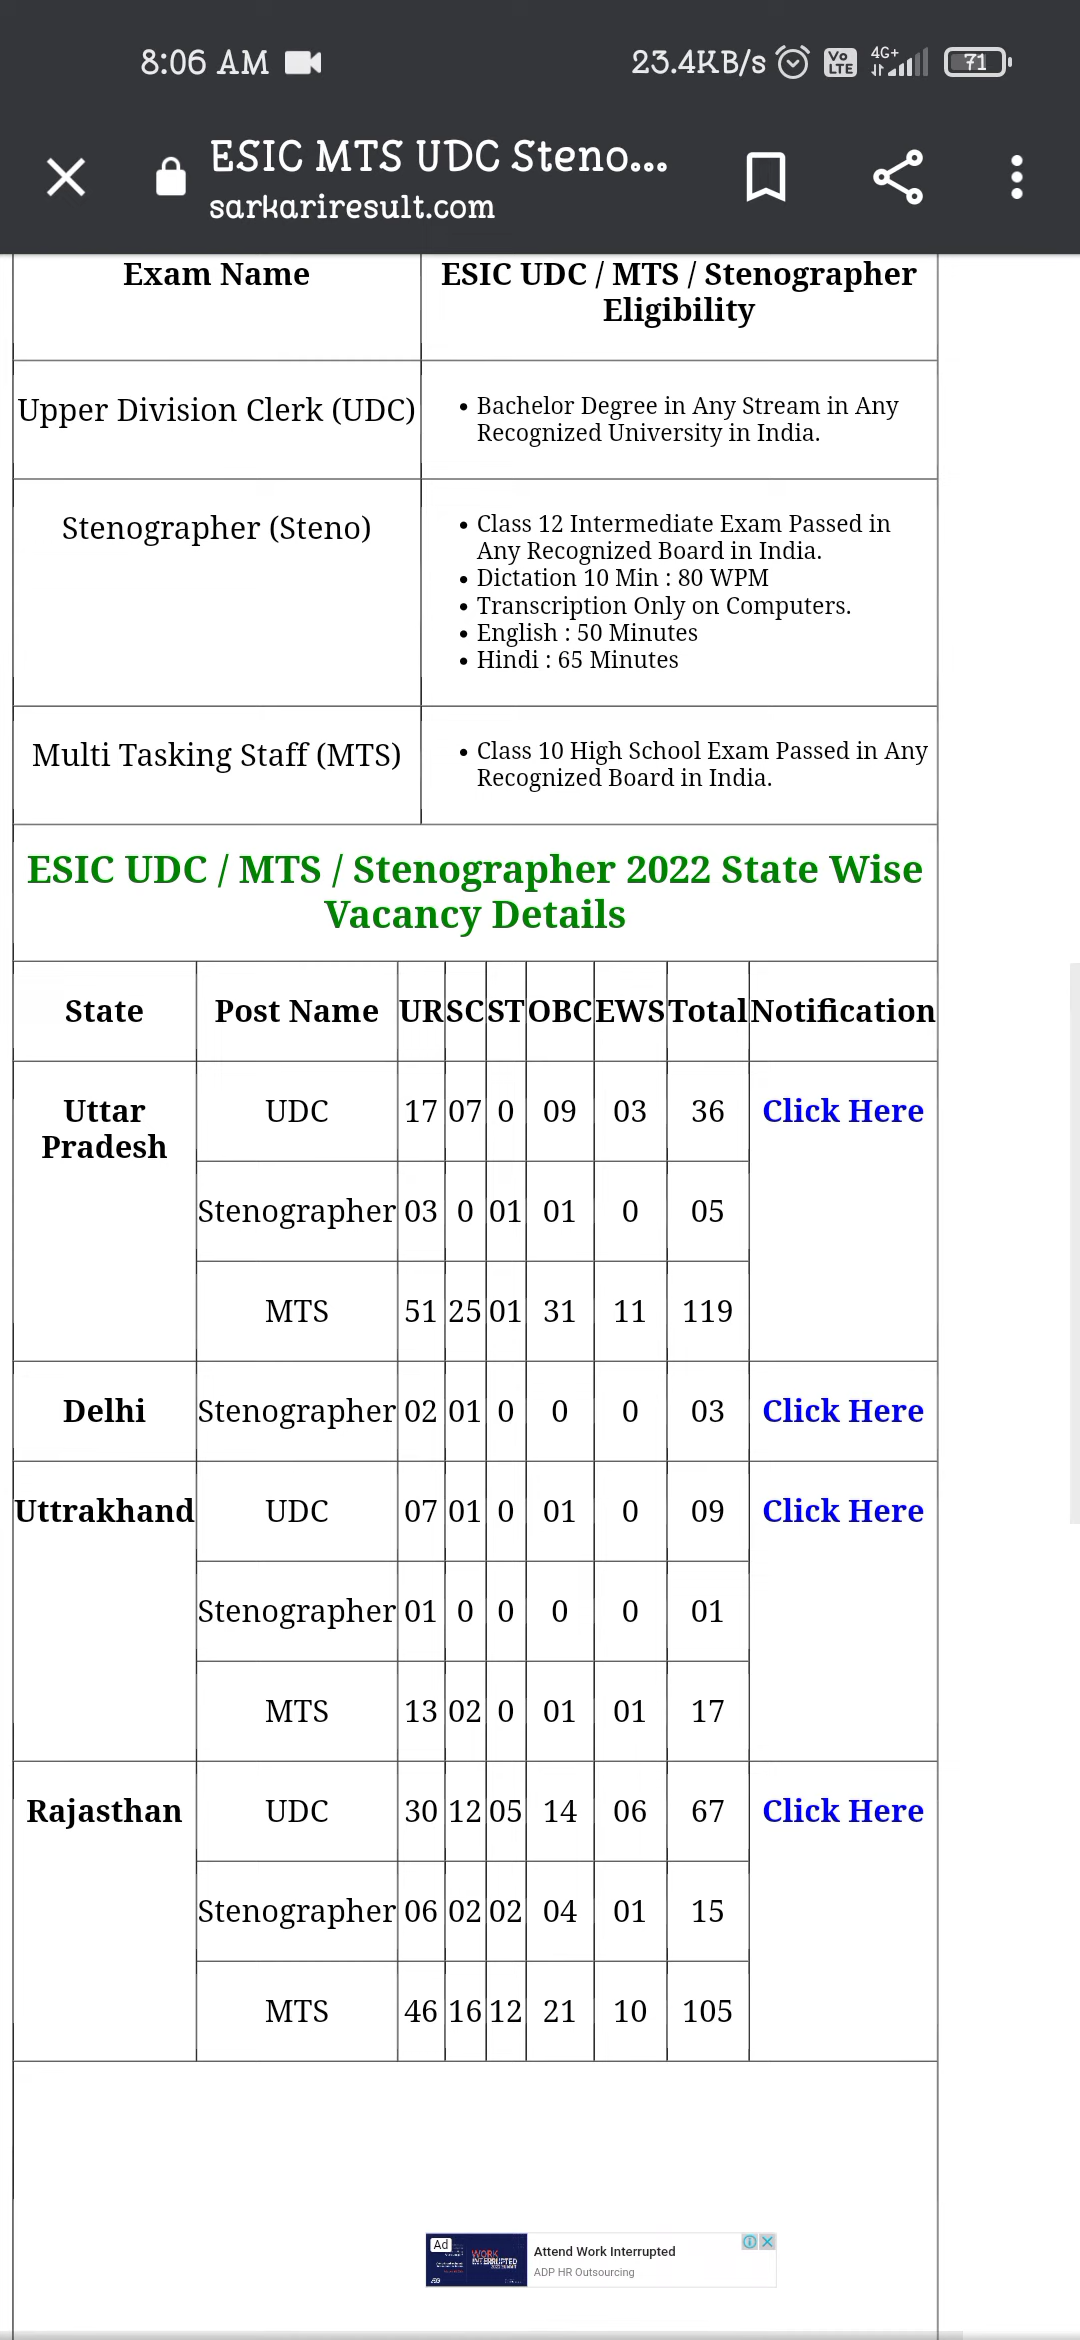 8:06 AM
23.4KB/s
Vo LTE
4G+
71
ESIC MTS UDC Steno...
sarkariresult.com
Exam Name
ESIC UDC / MTS / Stenographer
Eligibility
Upper Division Clerk (UDC)
• Bachelor Degree in Any Stream in Any
Recognized University in India.
Stenographer (Steno)
• Class 12 Intermediate Exam Passed in
Any Recognized Board in India.
• Dictation 10 Min : 80 WPM
• Transcription Only on Computers.
• English : 50 Minutes
• Hindi : 65 Minutes
Multi Tasking Staff (MTS)
• Class 10 High School Exam Passed in Any
Recognized Board in India.
ESIC UDC / MTS / Stenographer 2022 State Wise
Vacancy Details
State Post Name UR SC ST OBC EWS Total Notification
Uttar
Pradesh
UDC 17 07 0 09 03 36 Click Here
Stenographer 03 0 01 01 0 05
MTS 51 25 01 31 11 119
Delhi Stenographer 02 01 0 0 0 03 Click Here
Uttrakhand UDC 07 01 0 01 0 09 Click Here
Stenographer 01 0 0 0 0 01
MTS 13 02 0 01 01 17
Rajasthan UDC 30 12 05 14 06 67 Click Here
Stenographer 06 02 02 04 01 15
MTS 46 16 12 21 10 105
Ad
WORK
INTERRUPTED
Attend Work Interrupted
ADP HR Outsourcing